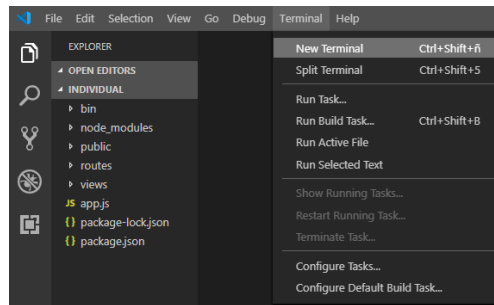 File Edit Selection View Go Debug Terminal Help
EXPLORER
OPEN EDITORS
INDIVIDUAL
bin
node_modules
public
routes
views
JS app.js
{} package-lock.json
{} package.json
New Terminal Ctrl+Shift+ñ
Split Terminal Ctrl+Shift+5
Run Task...
Run Build Task... Ctrl+Shift+B
Run Active File
Run Selected Text
Show Running Tasks...
Restart Running Task...
Terminate Task...
Configure Tasks...
Configure Default Build Task...